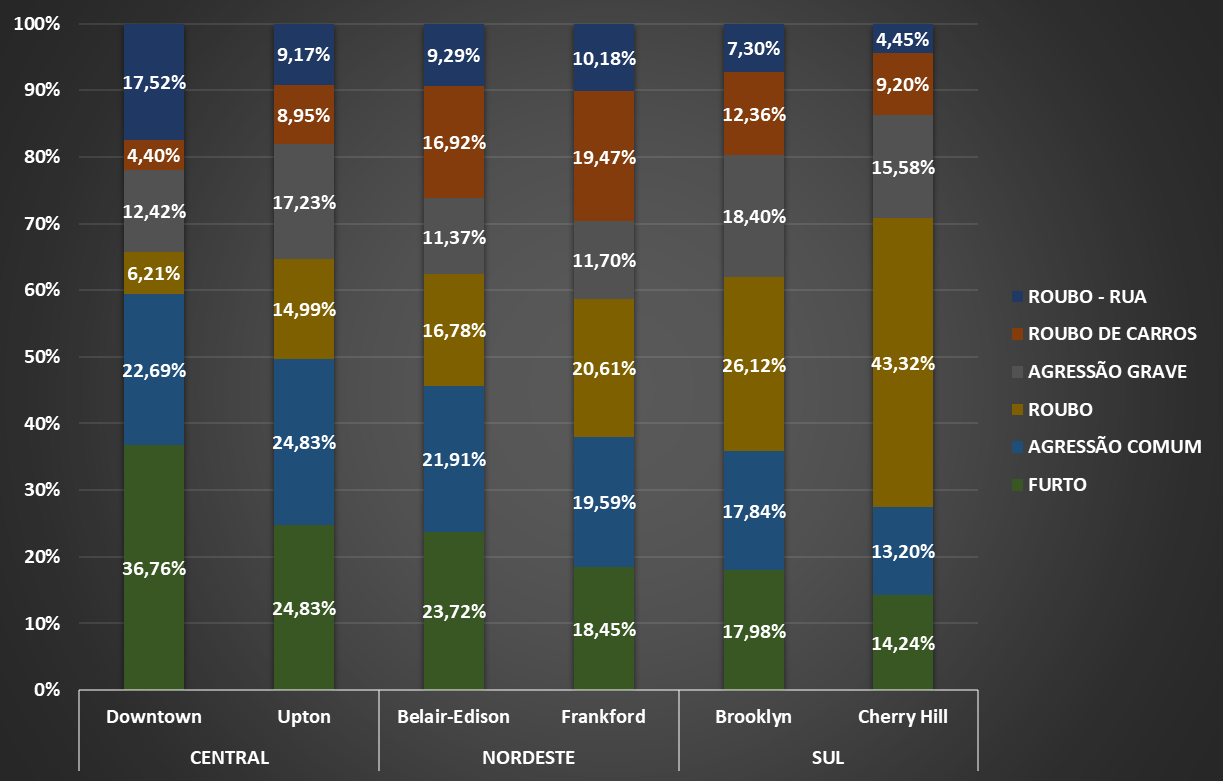 100%
90%
80%
70%
60%
50%
40%
30%
20%
10%
0%
17,52% 9,17% 9,29% 10,18% 7,30% 4,45%
4,40% 8,95% 16,92% 19,47% 12,36% 9,20%
12,42% 17,23% 11,37% 11,70% 18,40% 15,58%
6,21% 14,99% 16,78% 20,61% 26,12% 43,32%
22,69% 24,83% 21,91% 19,59% 17,84% 13,20%
36,76% 24,83% 23,72% 18,45% 17,98% 14,24%
Downtown Upton Belair-Edison Frankford Brooklyn Cherry Hill
CENTRAL NORDESTE SUL
ROUBO - RUA
ROUBO DE CARROS
AGRESSÃO GRAVE
ROUBO
AGRESSÃO COMUM
FURTO